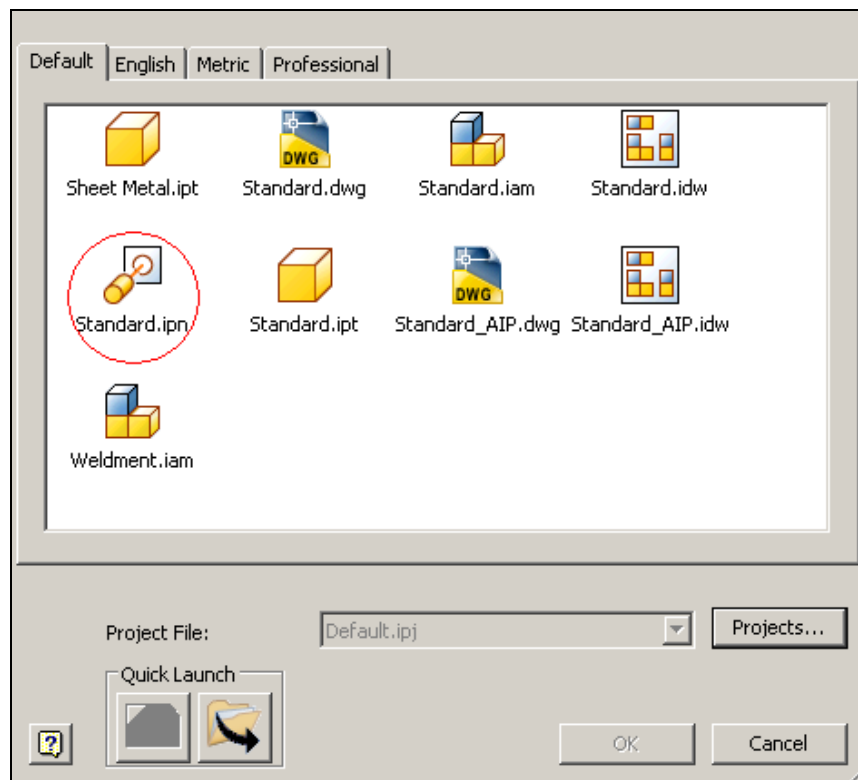 Default English Metric Professional
DWG
Sheet Metal.ipt Standard.dwg Standard.iam Standard.idw
DWG
Standard.ipn Standard.ipt Standard_AIP.dwg Standard_AIP.idw
Weldment.iam
Project File: Default.ipj Projects...
Quick Launch
? OK Cancel